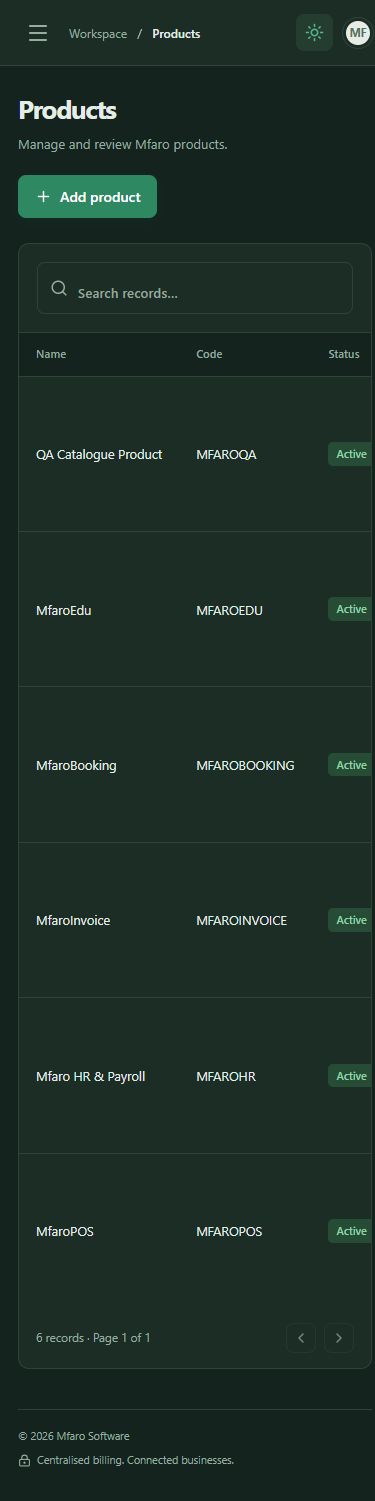 Workspace / Products MF
Products
Manage and review Mfaro products.
+ Add product
Search records...
Name Code Status
QA Catalogue Product MFAROQA Active
MfaroEdu MFAROEDU Active
MfaroBooking MFAROBOOKING Active
MfaroInvoice MFAROINVOICE Active
Mfaro HR & Payroll MFAROHR Active
MfaroPOS MFAROPOS Active
6 records · Page 1 of 1
© 2026 Mfaro Software
Centralised billing. Connected businesses.